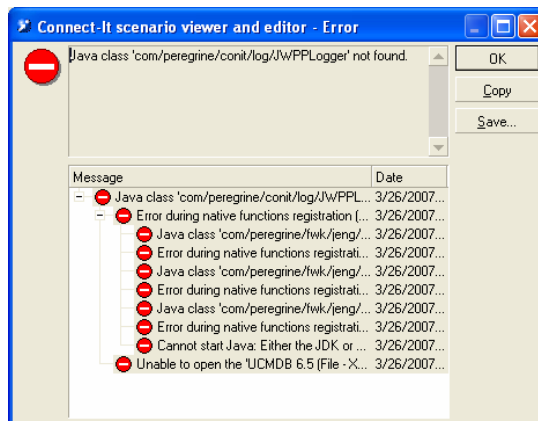 Connect-It scenario viewer and editor - Error
Java class 'com/peregrine/conit/log/JWPPLogger' not found.
OK
Copy
Save...
Message Date
Java class 'com/peregrine/conit/log/JWPPL... 3/26/2007...
Error during native functions registration (... 3/26/2007...
Java class 'com/peregrine/fwk/jeng/... 3/26/2007...
Error during native functions registrati... 3/26/2007...
Java class 'com/peregrine/fwk/jeng/... 3/26/2007...
Error during native functions registrati... 3/26/2007...
Java class 'com/peregrine/fwk/jeng/... 3/26/2007...
Error during native functions registrati... 3/26/2007...
Cannot start Java: Either the JDK or ... 3/26/2007...
Unable to open the 'UCMDB 6.5 (File - X... 3/26/2007...